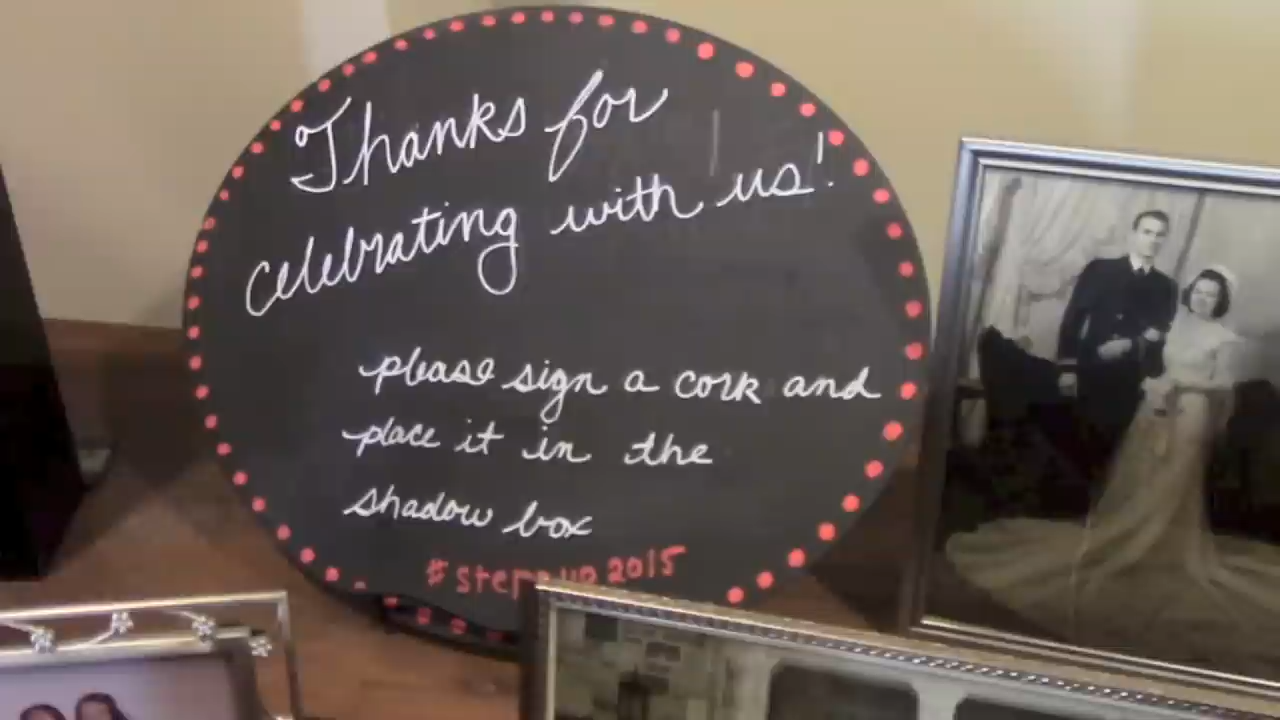 Thanks for
celebrating with us!
please sign a cork and
place it in the
shadow box
2015